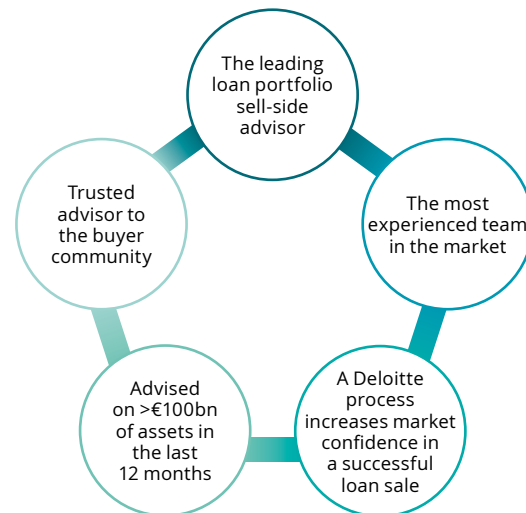 The leading
loan portfolio
sell-side
advisor
The most
experienced team
in the market
A Deloitte
process
increases market
confidence in
a successful
loan sale
Advised
on >€100bn
of assets in
the last
12 months
Trusted
advisor to
the buyer
community